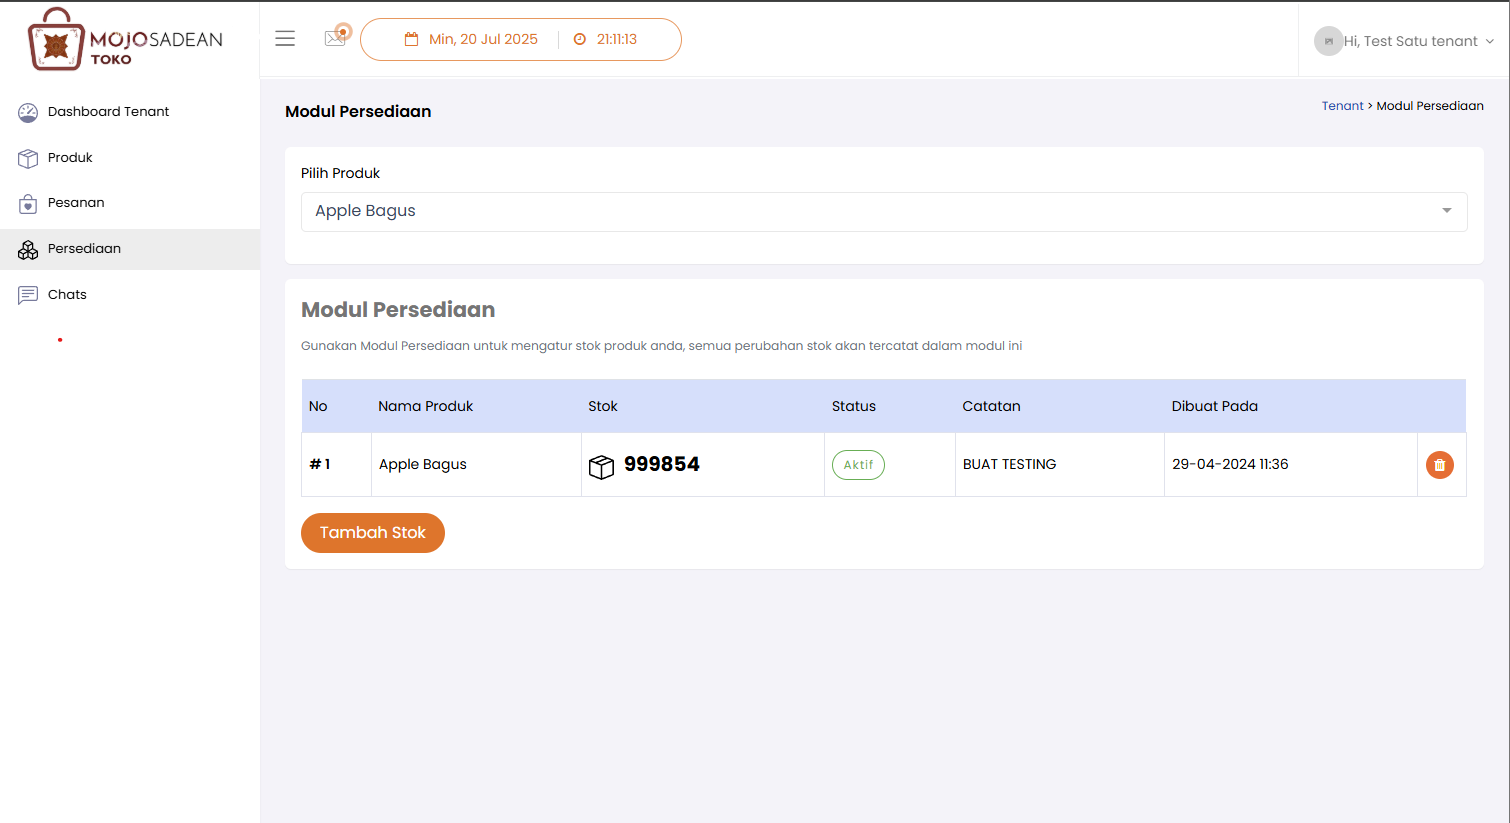 MOJOSADEAN
TOKO
Min, 20 Jul 2025
21:11:13
Hi, Test Satu tenant
Dashboard Tenant
Produk
Pesanan
Persediaan
Chats
Modul Persediaan
Tenant > Modul Persediaan
Pilih Produk
Apple Bagus
Modul Persediaan
Gunakan Modul Persediaan untuk mengatur stok produk anda, semua perubahan stok akan tercatat dalam modul ini
No Nama Produk Stok Status Catatan Dibuat Pada
# 1 Apple Bagus 999854 Aktif BUAT TESTING 29-04-2024 11:36
Tambah Stok